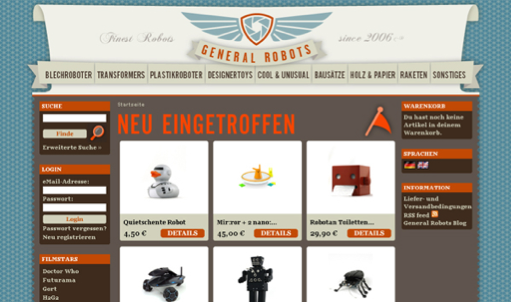 Finest Robots
GENERAL ROBOTS
since 2006
BLECHROBOTER TRANSFORMERS PLASTIKROBOTER DESIGNERTOYS COOL & UNUSUAL BAUSÄTZE HOLZ & PAPIER RAKETEN SONSTIGES
SUCHE
Finde
Erweiterte Suche »
LOGIN
eMail-Adresse:
Passwort:
Login
Passwort vergessen?
Neu registrieren
FILMSTARS
Doctor Who
Futurama
Gort
H2G2
Startseite
NEU EINGETROFFEN
Quietschente Robot
4,50 € DETAILS
Mir:ror + 2 nano:...
45,00 € DETAILS
Robotan Toiletten...
29,90 € DETAILS
WARENKORB
Du hast noch keine
Artikel in deinem
Warenkorb.
SPRACHEN
INFORMATION
Liefer- und
Versandbedingungen
RSS feed
General Robots Blog